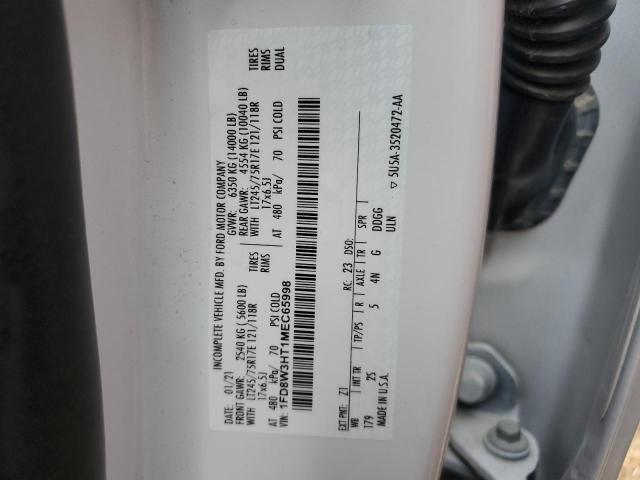 INCOMPLETE VEHICLE MFD. BY FORD MOTOR COMPANY
DATE: 01/21 GVWR: 6350 KG (14000 LB)
FRONT GAWR: 2540 KG (5600 LB) REAR GAWR: 4554 KG (10040 LB)
WITH LT245/75R17E 121/118R TIRES WITH LT245/75R17E 121/118R TIRES
17x6.5J RIMS 17x6.5J RIMS
AT 480 kPa/ 70 PSI COLD AT 480 kPa/ 70 PSI COLD DUAL
VIN: 1FD8W3HT1MEC65998
EXT PNT: Z1 RC: 23 DSO:
WB INT TR TP/PS R AXLE TR SPR
179 2S 5 4N G DDGG
MADE IN U.S.A. ULN
▽ 5U5A-3520472-AA